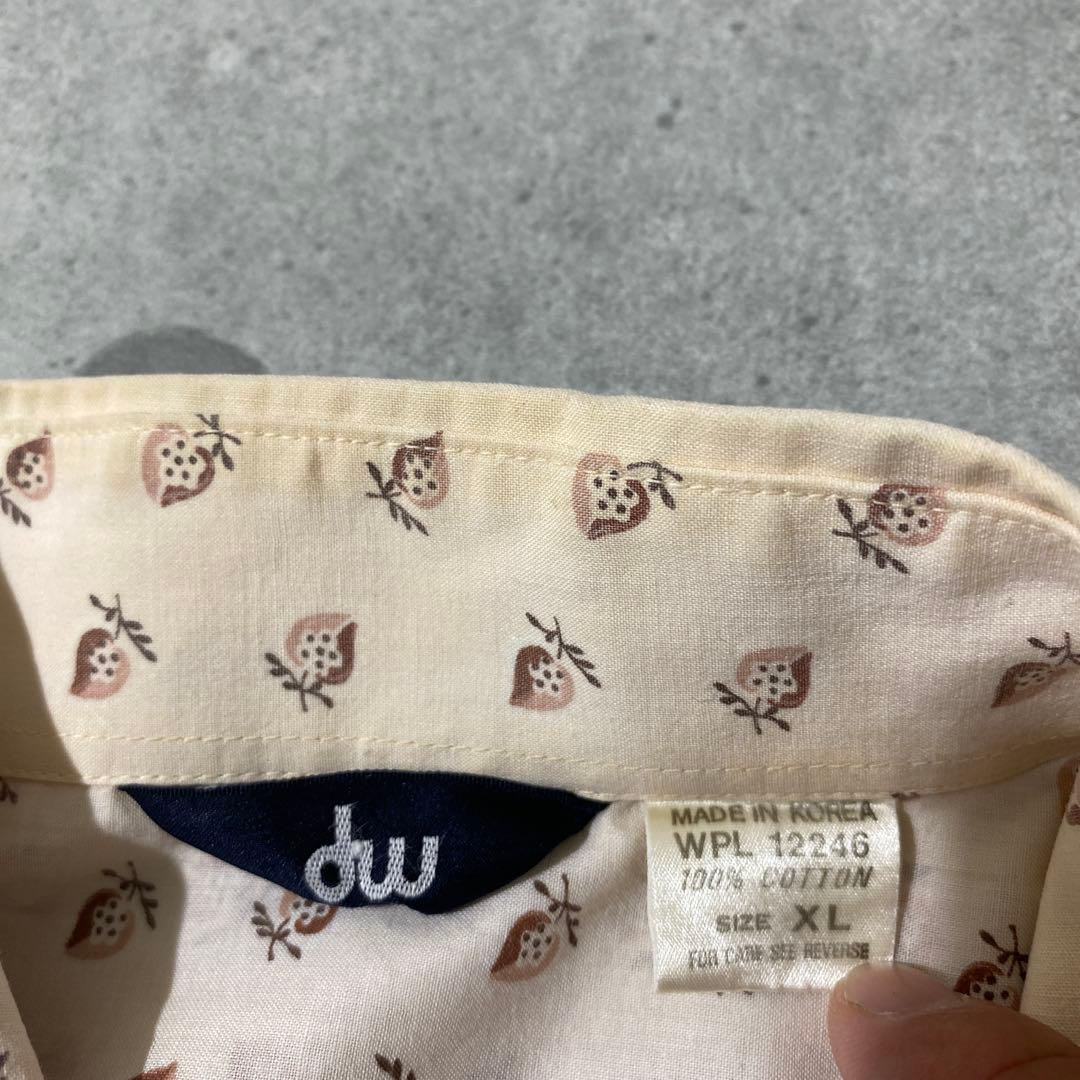 dw
MADE IN KOREA
WPL 12246
100% COTTON
SIZE XL
FOR CARE SEE REVERSE